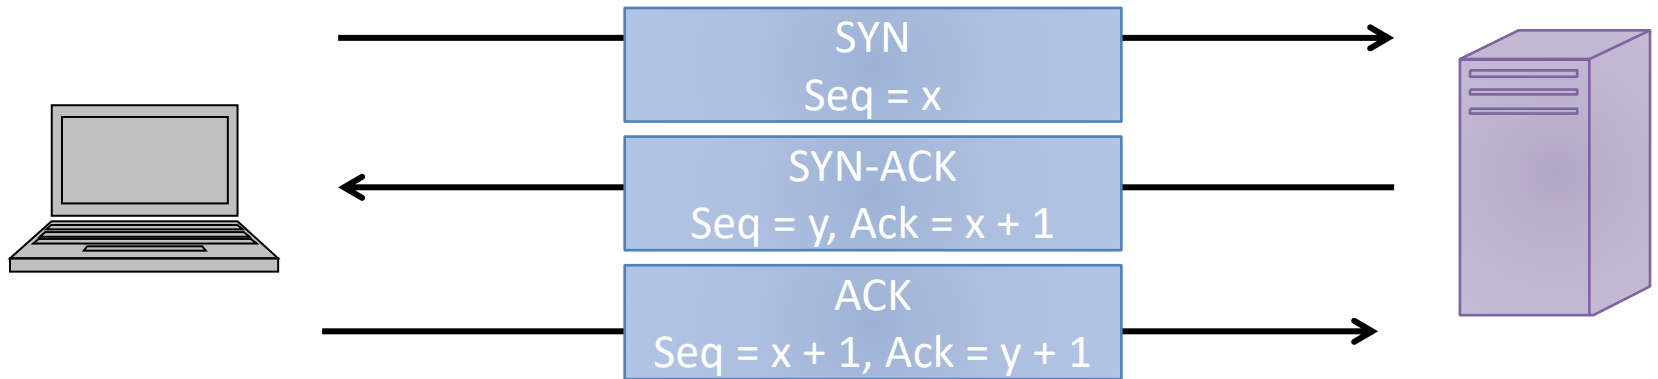 SYN
Seq = x
SYN-ACK
Seq = y, Ack = x + 1
ACK
Seq = x + 1, Ack = y + 1